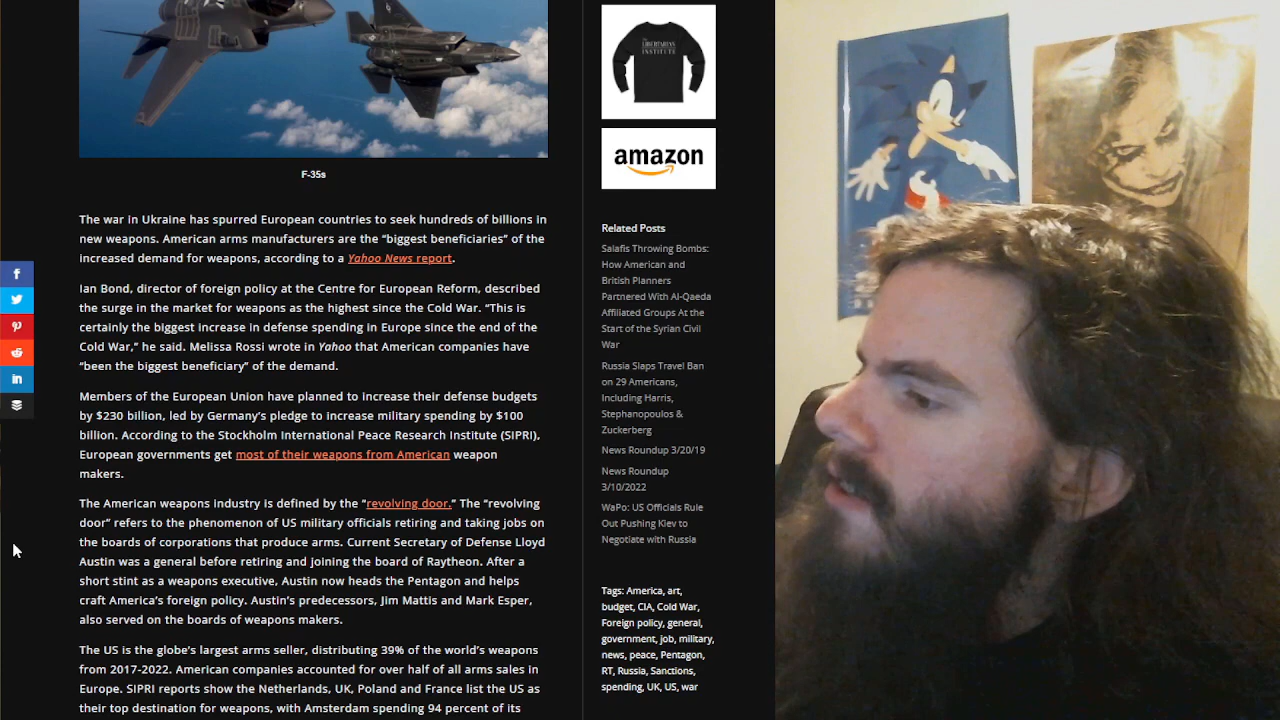 F-35s
The war in Ukraine has spurred European countries to seek hundreds of billions in
new weapons. American arms manufacturers are the “biggest beneficiaries” of the
increased demand for weapons, according to a Yahoo News report.
Ian Bond, director of foreign policy at the Centre for European Reform, described
the surge in the market for weapons as the highest since the Cold War. “This is
certainly the biggest increase in defense spending in Europe since the end of the
Cold War,” he said. Melissa Rossi wrote in Yahoo that American companies have
“been the biggest beneficiary” of the demand.
Members of the European Union have planned to increase their defense budgets
by $230 billion, led by Germany’s pledge to increase military spending by $100
billion. According to the Stockholm International Peace Research Institute (SIPRI),
European governments get most of their weapons from American weapon
makers.
The American weapons industry is defined by the “revolving door.” The “revolving
door” refers to the phenomenon of US military officials retiring and taking jobs on
the boards of corporations that produce arms. Current Secretary of Defense Lloyd
Austin was a general before retiring and joining the board of Raytheon. After a
short stint as a weapons executive, Austin now heads the Pentagon and helps
craft America’s foreign policy. Austin’s predecessors, Jim Mattis and Mark Esper,
also served on the boards of weapons makers.
The US is the globe’s largest arms seller, distributing 39% of the world’s weapons
from 2017-2022. American companies accounted for over half of all arms sales in
Europe. SIPRI reports show the Netherlands, UK, Poland and France list the US as
their top destination for weapons, with Amsterdam spending 94 percent of its
LIBERTARIAN
INSTITUTE
amazon
Related Posts
Salafis Throwing Bombs:
How American and
British Planners
Partnered With Al-Qaeda
Affiliated Groups At the
Start of the Syrian Civil
War
Russia Slaps Travel Ban
on 29 Americans,
Including Harris,
Stephanopoulos &
Zuckerberg
News Roundup 3/20/19
News Roundup
3/10/2022
WaPo: US Officials Rule
Out Pushing Kiev to
Negotiate with Russia
Tags: America, art,
budget, CIA, Cold War,
Foreign policy, general,
government, job, military,
news, peace, Pentagon,
RT, Russia, Sanctions,
spending, UK, US, war